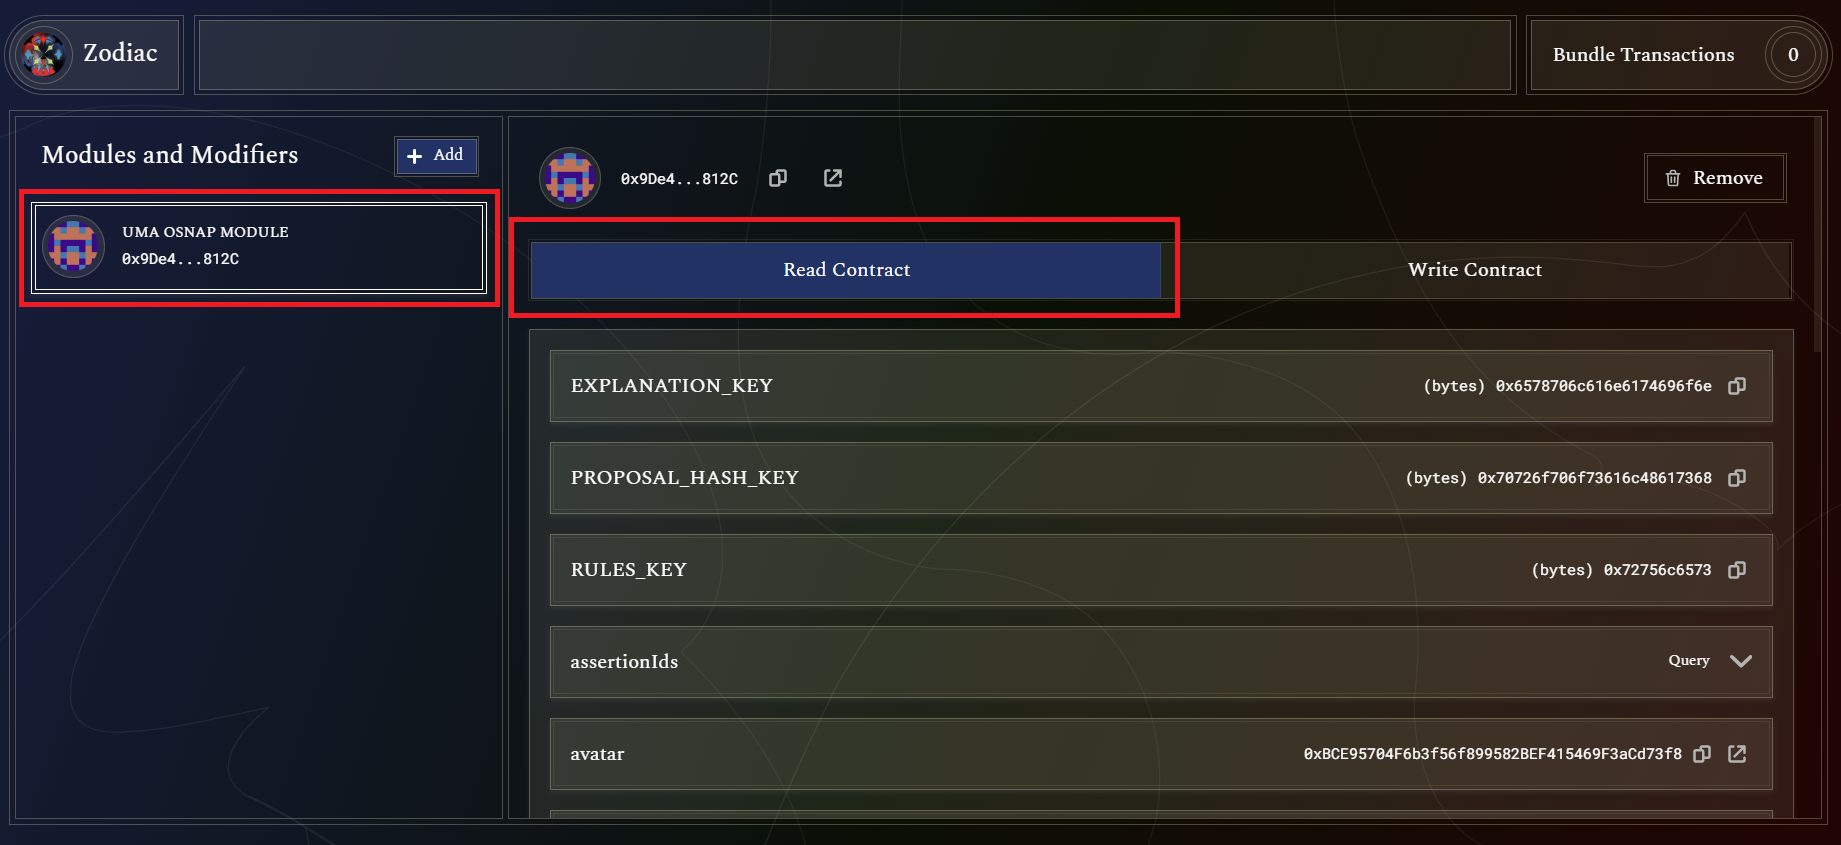 Zodiac
Bundle Transactions 0
Modules and Modifiers
Add
UMA OSNAP MODULE
0x9De4...812C
0x9De4...812C
Remove
Read Contract
Write Contract
EXPLANATION_KEY (bytes) 0x6578706c616e6174696f6e
PROPOSAL_HASH_KEY (bytes) 0x70726f706f73616c48617368
RULES_KEY (bytes) 0x72756c6573
assertionIds Query
avatar 0xBCE95704F6b3f56f899582BEF415469F3aCd73f8